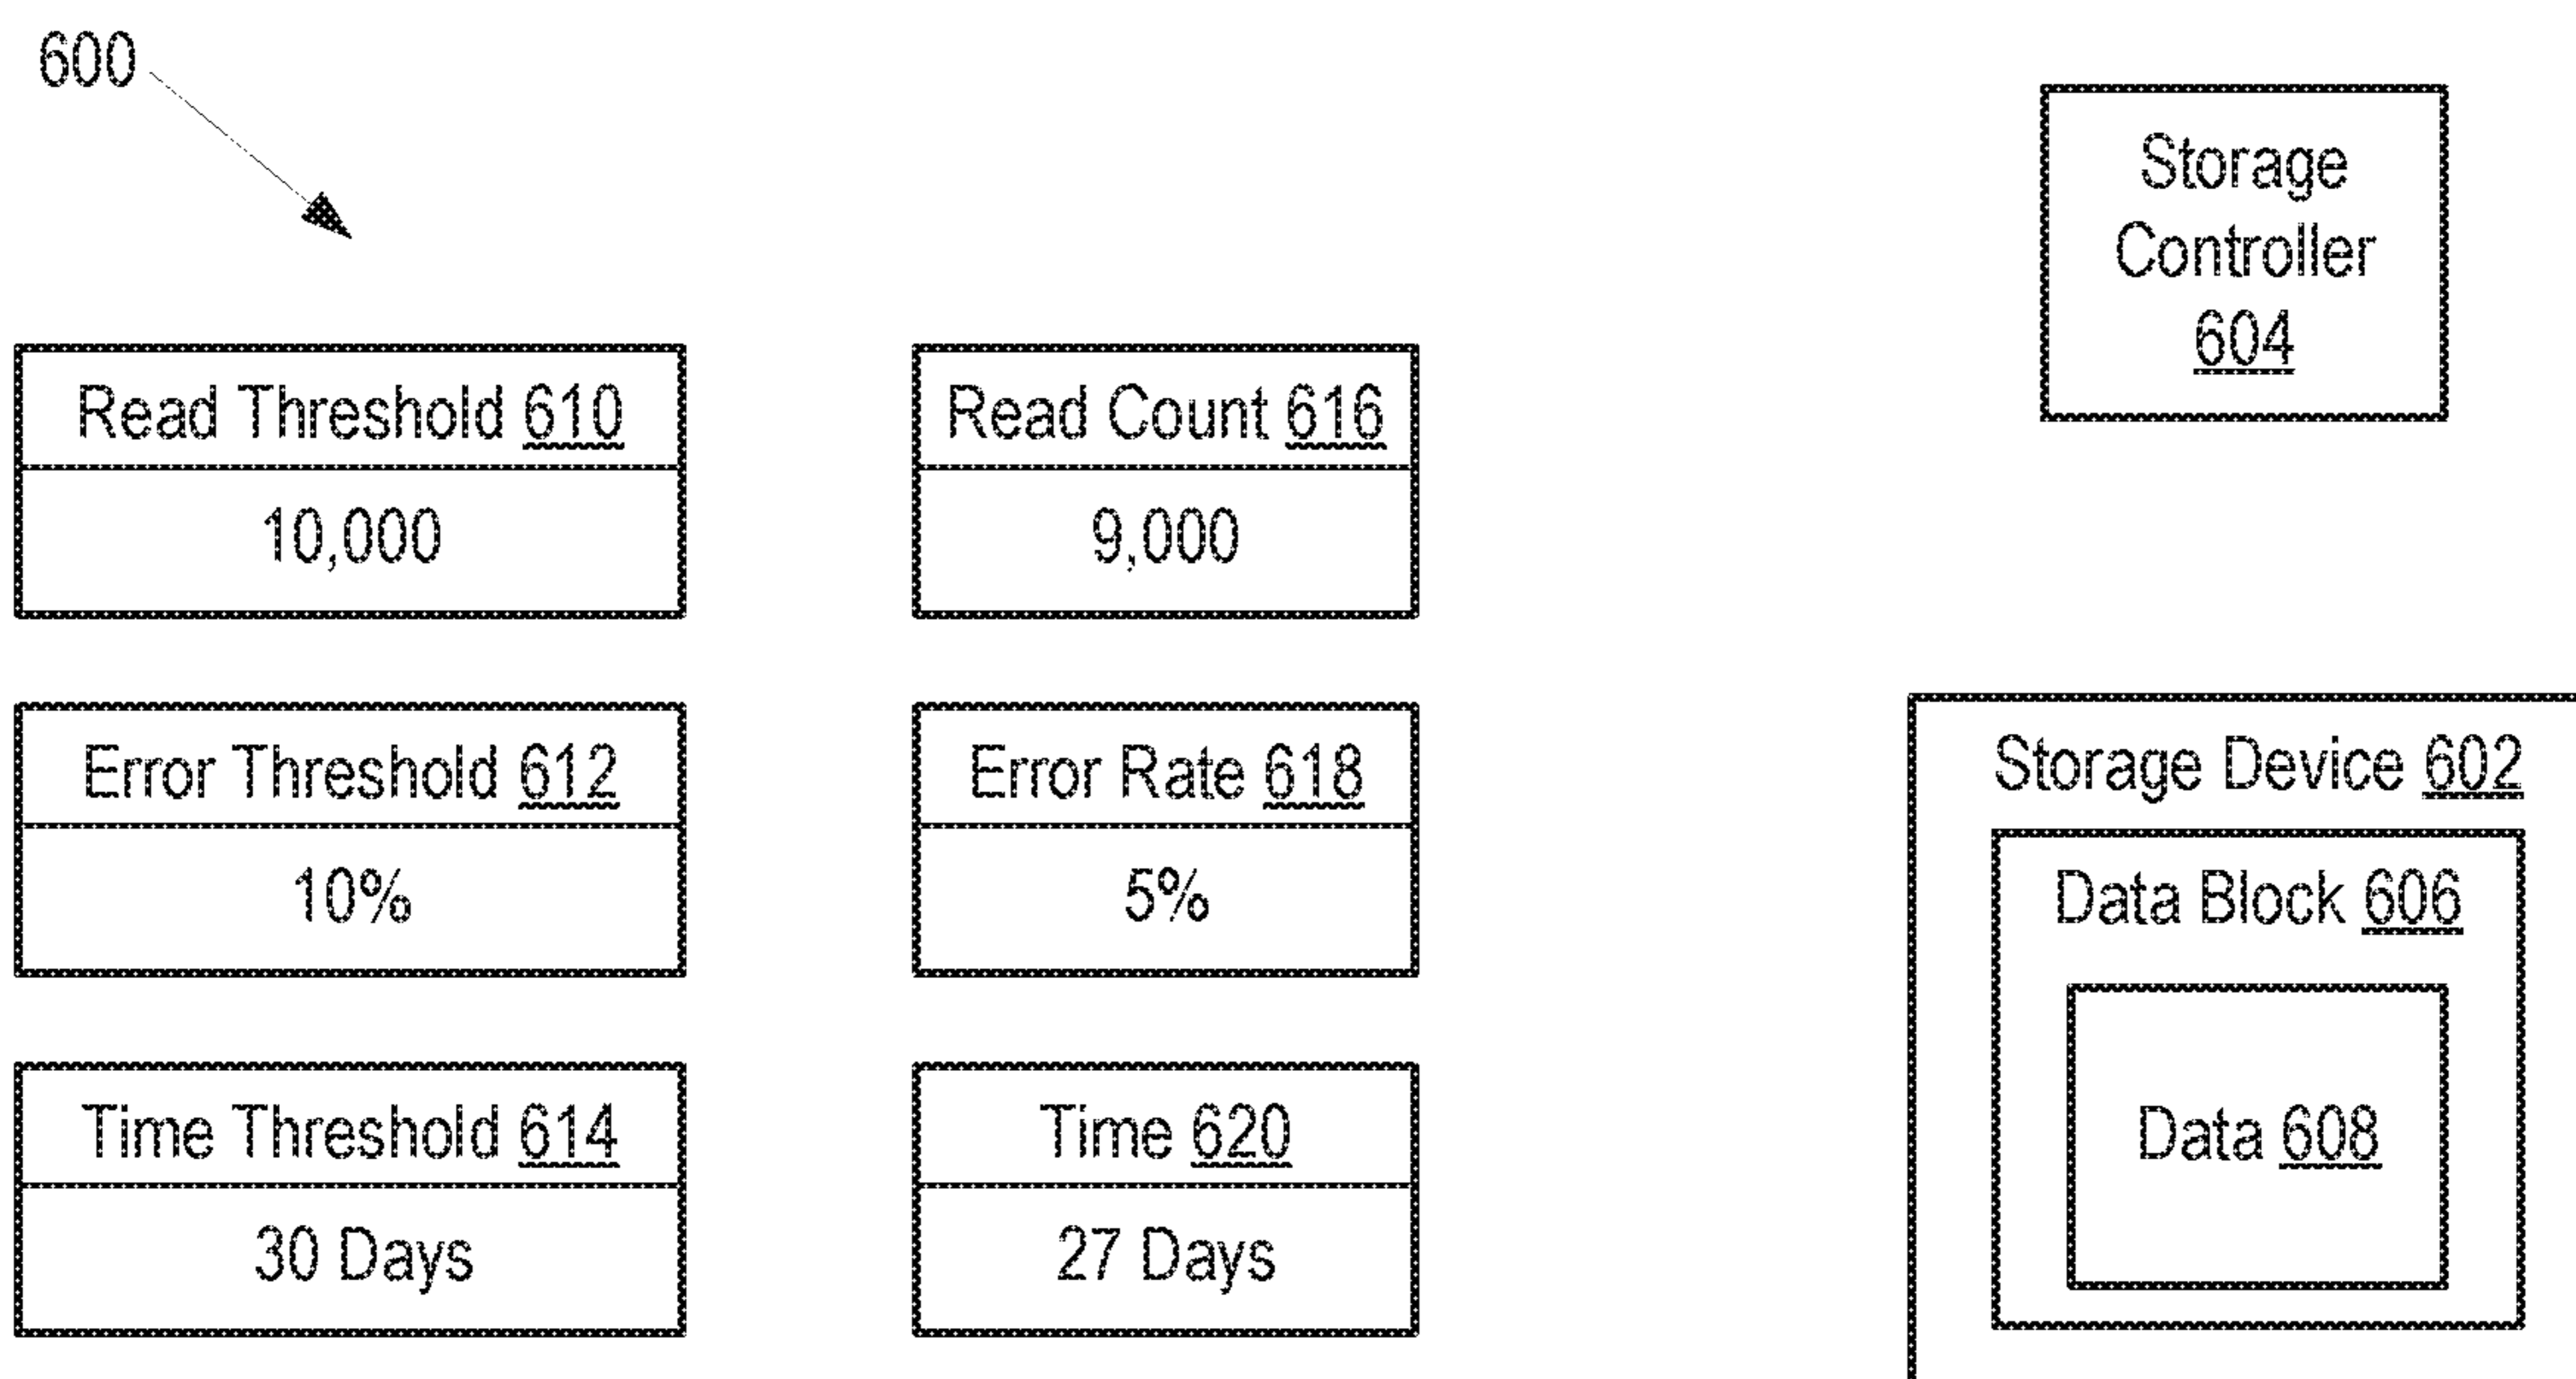 600
Storage
Controller
604
Read Threshold 610
10,000
Read Count 616
9,000
Error Threshold 612
10%
Error Rate 618
5%
Time Threshold 614
30 Days
Time 620
27 Days
Storage Device 602
Data Block 606
Data 608